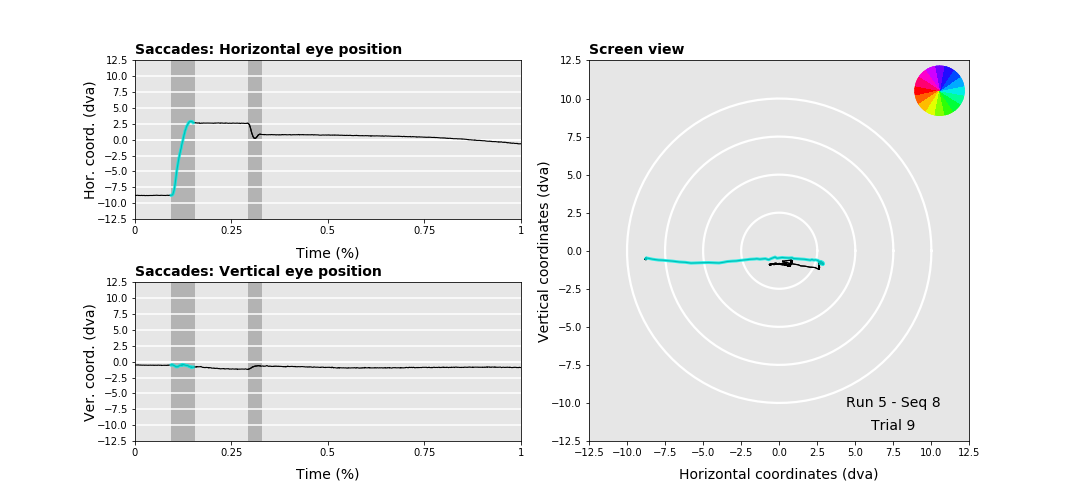 Saccades: Horizontal eye position
12.5
10.0
7.5
5.0
2.5
0.0
−2.5
−5.0
−7.5
−10.0
−12.5
Hor. coord. (dva)
0 0.25 0.5 0.75 1
Time (%)
Saccades: Vertical eye position
12.5
10.0
7.5
5.0
2.5
0.0
−2.5
−5.0
−7.5
−10.0
−12.5
Ver. coord. (dva)
0 0.25 0.5 0.75 1
Time (%)
Screen view
12.5
10.0
7.5
5.0
2.5
0.0
−2.5
−5.0
−7.5
−10.0
−12.5
Vertical coordinates (dva)
Run 5 - Seq 8
Trial 9
−12.5 −10.0 −7.5 −5.0 −2.5 0.0 2.5 5.0 7.5 10.0 12.5
Horizontal coordinates (dva)